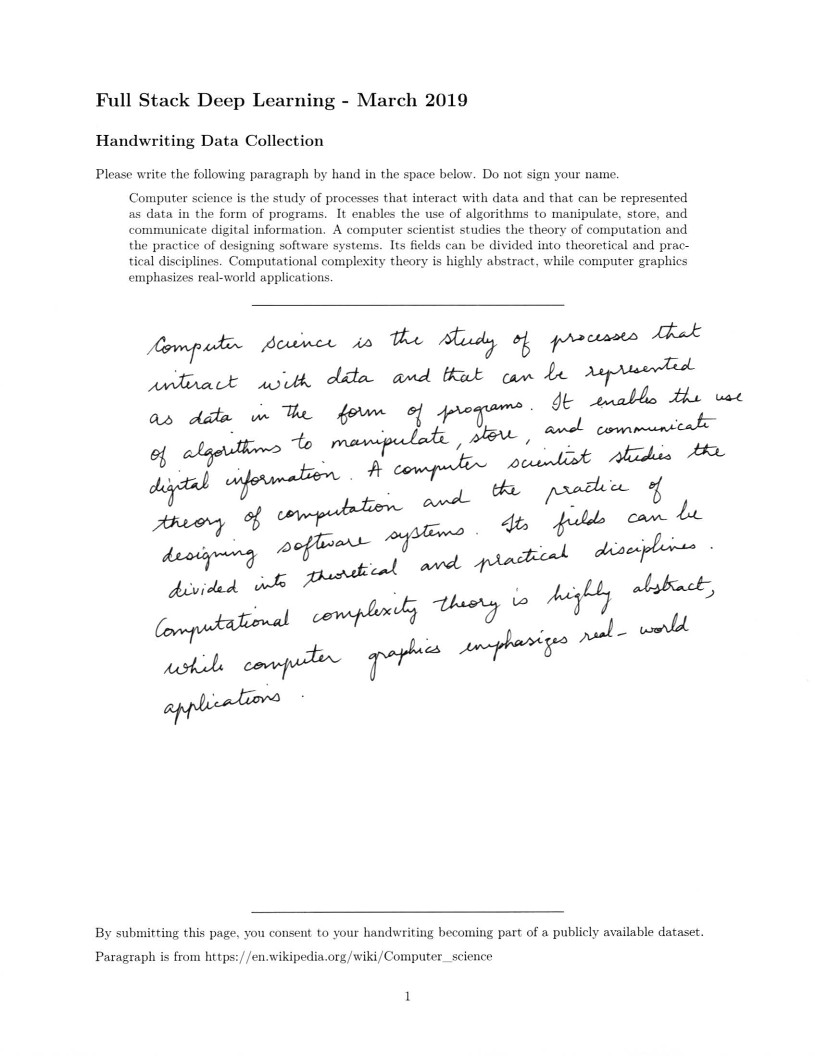 Full Stack Deep Learning - March 2019
Handwriting Data Collection
Please write the following paragraph by hand in the space below. Do not sign your name.
Computer science is the study of processes that interact with data and that can be represented
as data in the form of programs. It enables the use of algorithms to manipulate, store, and
communicate digital information. A computer scientist studies the theory of computation and
the practice of designing software systems. Its fields can be divided into theoretical and prac-
tical disciplines. Computational complexity theory is highly abstract, while computer graphics
emphasizes real-world applications.
Computer science is the study of processes that
interact with data and that can be represented
as data in the form of programs. It enables the use
of algorithms to manipulate, store, and communicate
digital information. A computer scientist studies the
theory of computation and the practice of
designing software systems. Its fields can be
divided into theoretical and practical disciplines.
Computational complexity theory is highly abstract,
while computer graphics emphasizes real-world
applications.
By submitting this page, you consent to your handwriting becoming part of a publicly available dataset.
Paragraph is from https://en.wikipedia.org/wiki/Computer_science
1